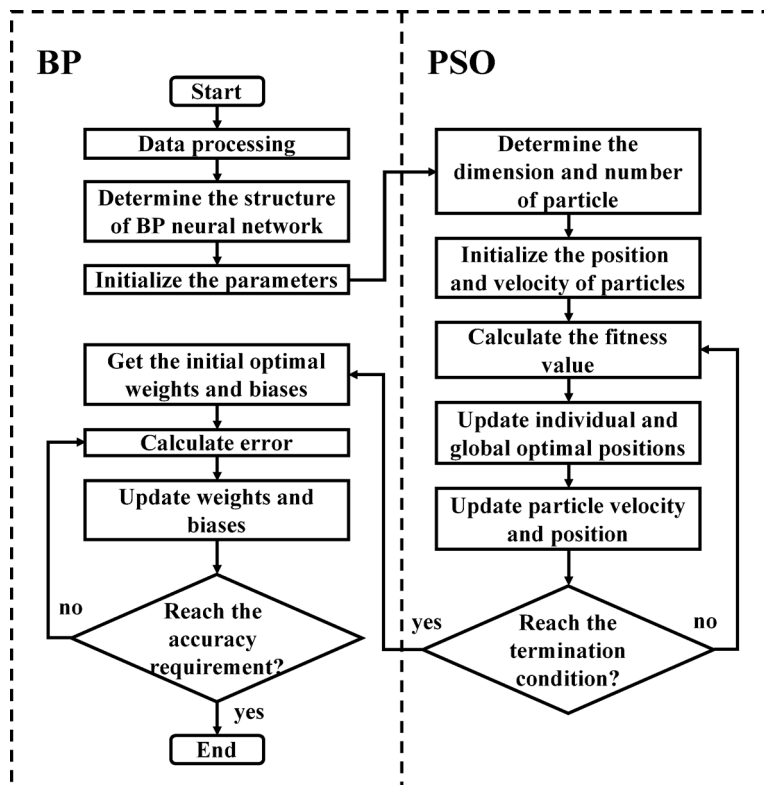 BP
Start
Data processing
Determine the structure
of BP neural network
Initialize the parameters
Get the initial optimal
weights and biases
Calculate error
Update weights and
biases
no
Reach the
accuracy
requirement?
yes
End
PSO
Determine the
dimension and number
of particle
Initialize the position
and velocity of particles
Calculate the fitness
value
Update individual and
global optimal positions
Update particle velocity
and position
yes
Reach the
termination
condition?
no